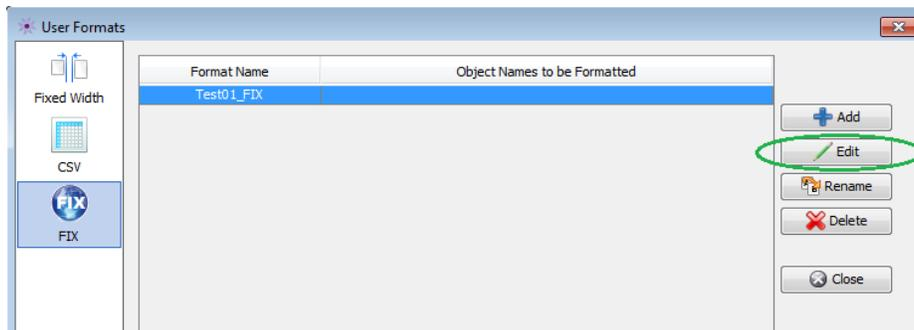 User Formats
Fixed Width
CSV
FIX
FIX
Format Name Object Names to be Formatted
Test01_FIX
Add
Edit
Rename
Delete
Close